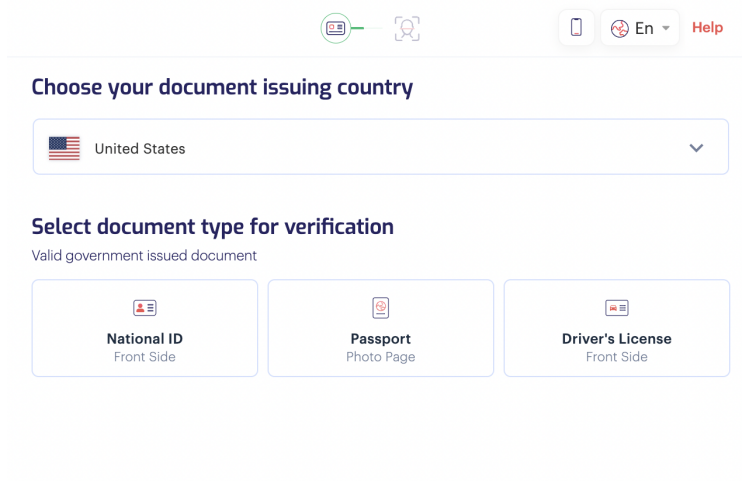 En
Help
Choose your document issuing country
United States
Select document type for verification
Valid government issued document
National ID
Front Side
Passport
Photo Page
Driver's License
Front Side